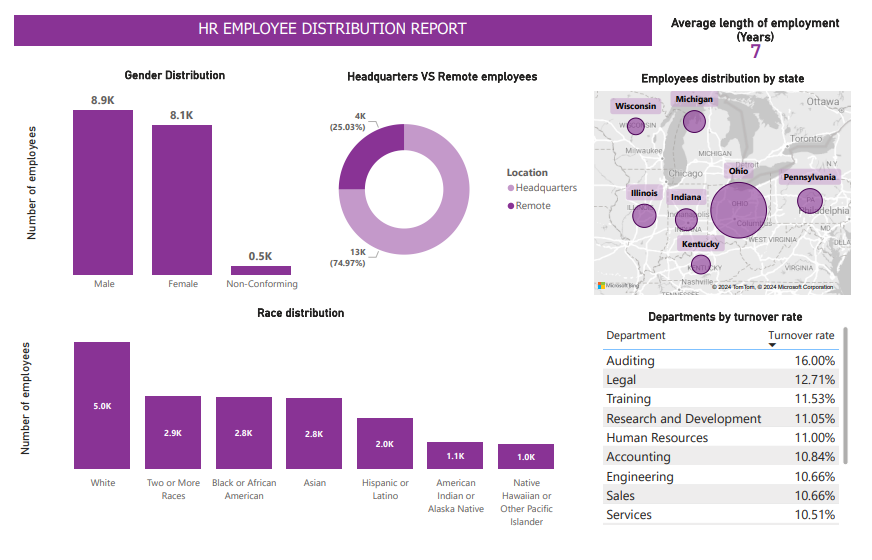 HR EMPLOYEE DISTRIBUTION REPORT
Average length of employment
(Years)
7
Gender Distribution
Number of employees
8.9K
8.1K
0.5K
Male
Female
Non-Conforming
Headquarters VS Remote employees
4K
(25.03%)
13K
(74.97%)
Location
Headquarters
Remote
Employees distribution by state
Wisconsin
Michigan
Ottawa
Milwaukee
MICHIGAN
Toronto
Detroit
N.Y.
Chicago
Ohio
Pennsylvania
Illinois
Indiana
OHIO
PA
Philadelphia
Indianapolis
Columbus
INDIANA
MD
Kentucky
WEST VIRGINIA
KENTUCKY
VIRGINIA
Nashville
Microsoft Bing
© 2024 TomTom, © 2024 Microsoft Corporation
TENNESSEE
Race distribution
Number of employees
5.0K
2.9K
2.8K
2.8K
2.0K
1.1K
1.0K
White
Two or More
Races
Black or African
American
Asian
Hispanic or
Latino
American
Indian or
Alaska Native
Native
Hawaiian or
Other Pacific
Islander
Departments by turnover rate
Department Turnover rate
Auditing 16.00%
Legal 12.71%
Training 11.53%
Research and Development 11.05%
Human Resources 11.00%
Accounting 10.84%
Engineering 10.66%
Sales 10.66%
Services 10.51%